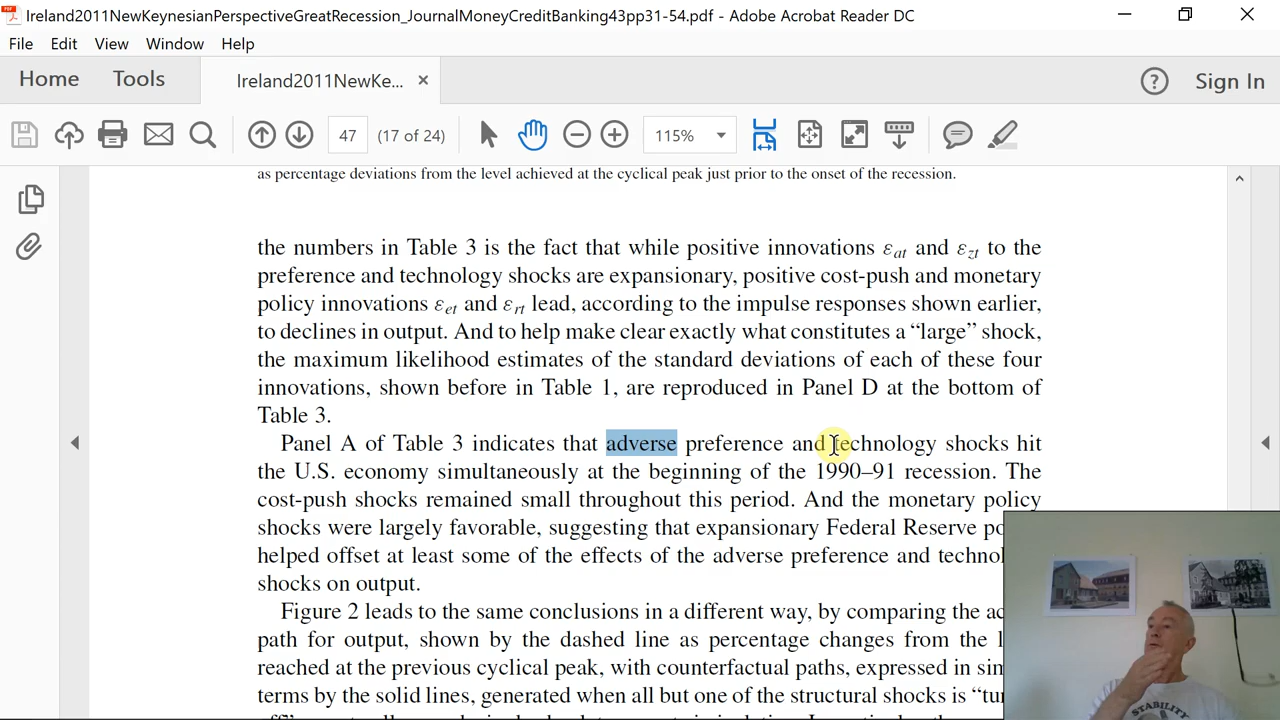 Ireland2011NewKeynesianPerspectiveGreatRecession_JournalMoneyCreditBanking43pp31-54.pdf - Adobe Acrobat Reader DC
File Edit View Window Help
Home Tools Ireland2011NewKe... × ? Sign In
47 (17 of 24) 115%
as percentage deviations from the level achieved at the cyclical peak just prior to the onset of the recession.
the numbers in Table 3 is the fact that while positive innovations εat and εzt to the
preference and technology shocks are expansionary, positive cost-push and monetary
policy innovations εet and εrt lead, according to the impulse responses shown earlier,
to declines in output. And to help make clear exactly what constitutes a “large” shock,
the maximum likelihood estimates of the standard deviations of each of these four
innovations, shown before in Table 1, are reproduced in Panel D at the bottom of
Table 3.
Panel A of Table 3 indicates that adverse preference and technology shocks hit
the U.S. economy simultaneously at the beginning of the 1990–91 recession. The
cost-push shocks remained small throughout this period. And the monetary policy
shocks were largely favorable, suggesting that expansionary Federal Reserve po
helped offset at least some of the effects of the adverse preference and technol
shocks on output.
Figure 2 leads to the same conclusions in a different way, by comparing the ac
path for output, shown by the dashed line as percentage changes from the l
reached at the previous cyclical peak, with counterfactual paths, expressed in sim
terms by the solid lines, generated when all but one of the structural shocks is “tur
STABILITY